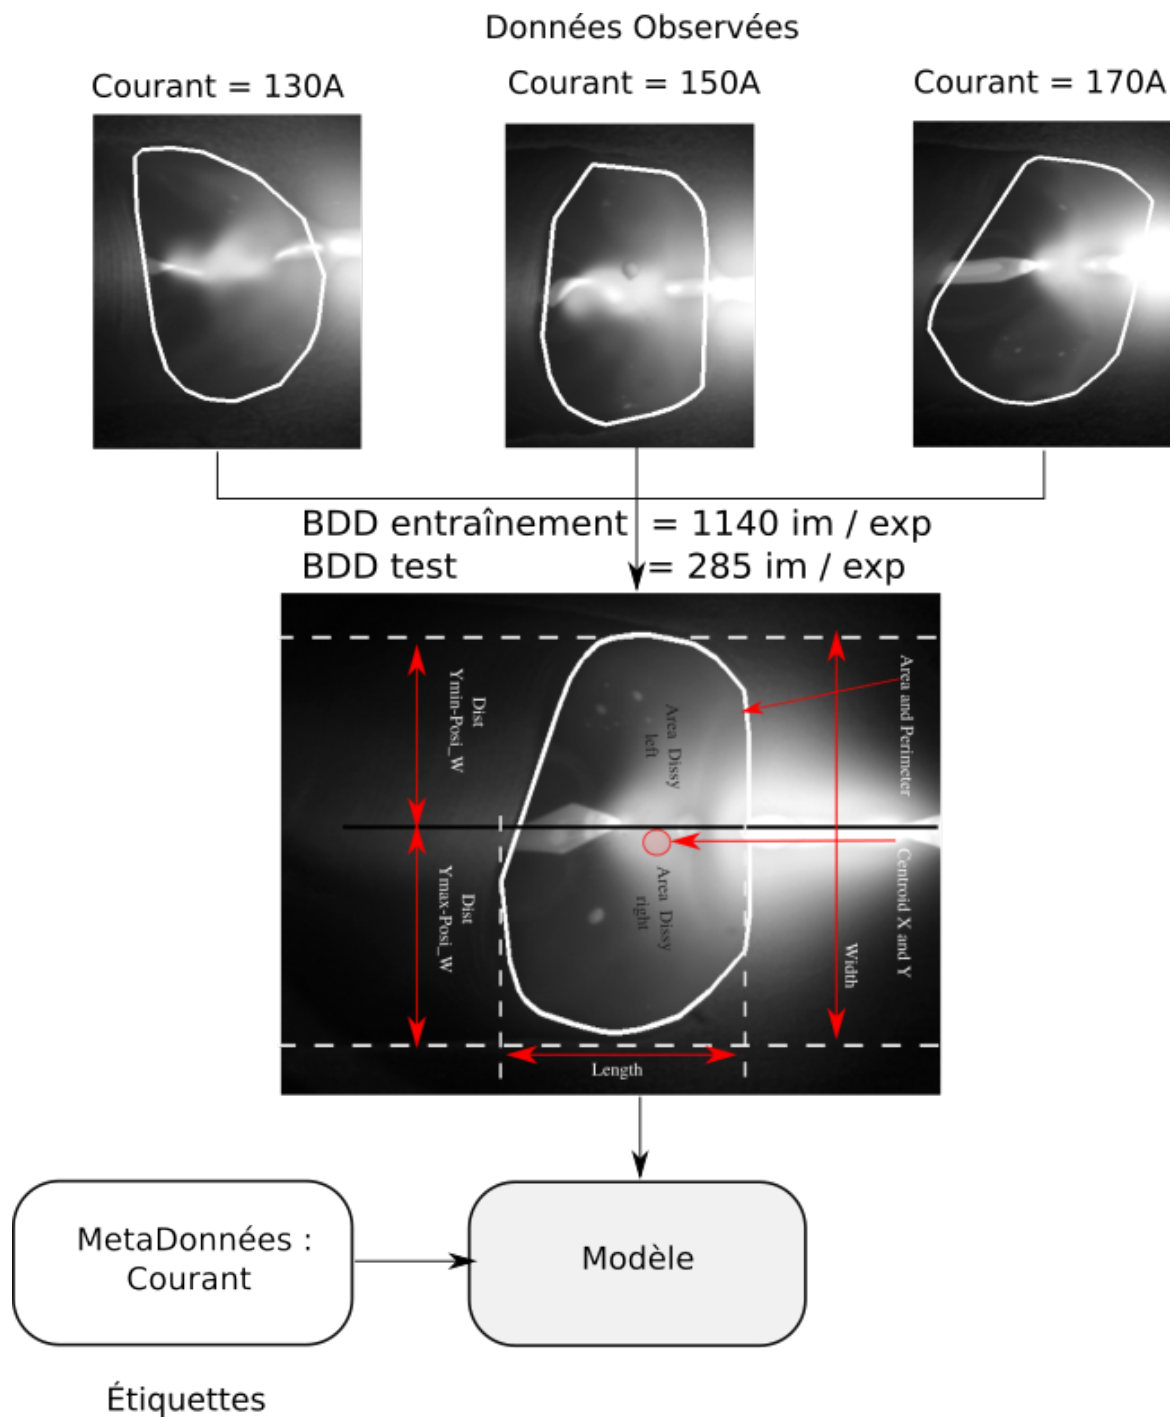 Données Observées
Courant = 130A
Courant = 150A
Courant = 170A
BDD entraînement = 1140 im / exp
BDD test = 285 im / exp
Dist
Ymin-Posi_W
Area Dissy
left
Area and Perimeter
Dist
Ymax-Posi_W
Area Dissy
right
Centroid X and Y
Width
Length
MetaDonnées :
Courant
Modèle
Étiquettes